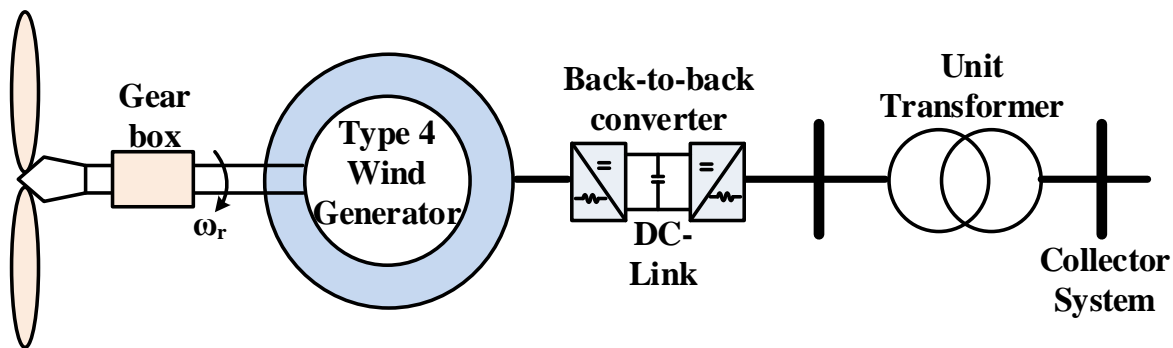 Gear
box
ωr
Type 4
Wind
Generator
Back-to-back
converter
=
=
DC-
Link
Unit
Transformer
Collector
System